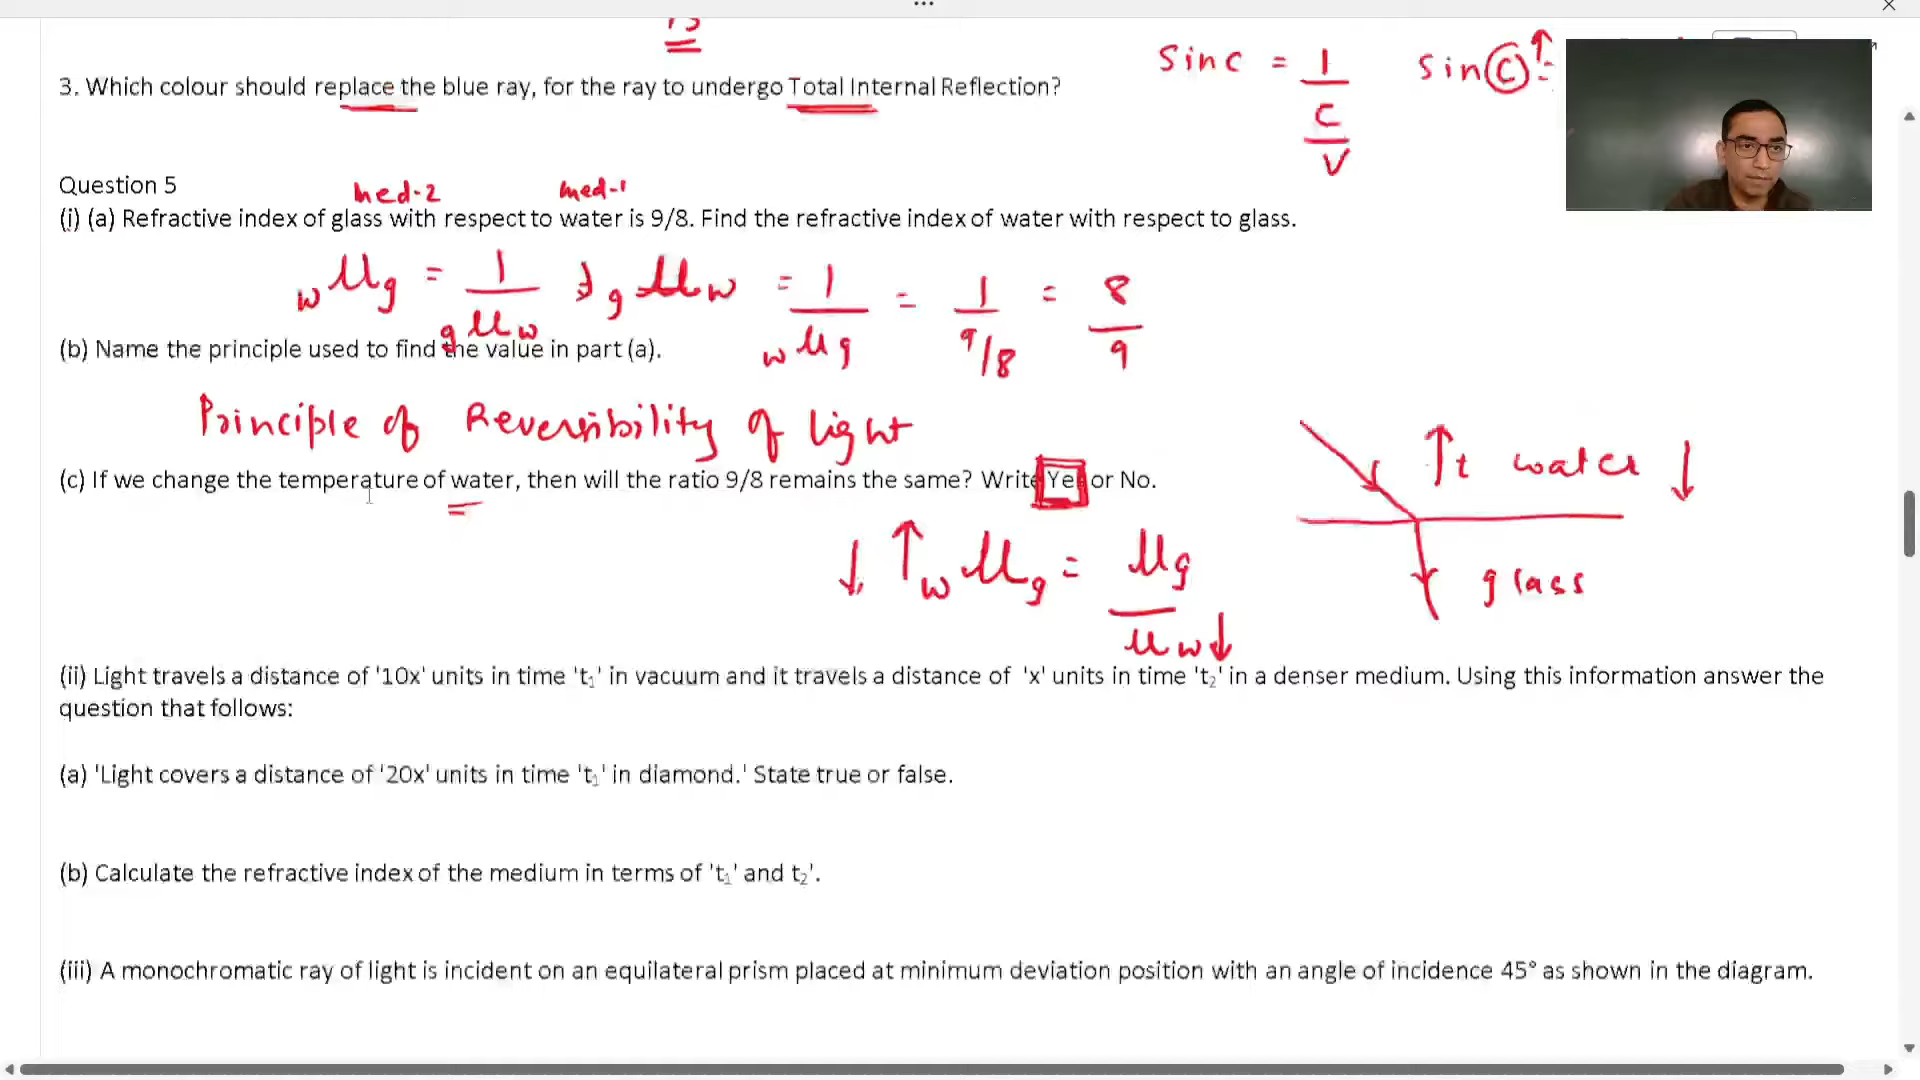 sin c = 1/(c/v) sin c ↑
3. Which colour should replace the blue ray, for the ray to undergo Total Internal Reflection?
Question 5
med-2 med-1
(i) (a) Refractive index of glass with respect to water is 9/8. Find the refractive index of water with respect to glass.
wμg = 1/gμw gμw = 1/wμg = 1/9/8 = 8/9
(b) Name the principle used to find the value in part (a).
Principle of Reversibility of light
↑t water ↓
(c) If we change the temperature of water, then will the ratio 9/8 remains the same? Write Yes or No.
↓ ↑ wμg = μg/μw↓
glass
(ii) Light travels a distance of '10x' units in time 't₁' in vacuum and it travels a distance of 'x' units in time 't₂' in a denser medium. Using this information answer the
question that follows:
(a) 'Light covers a distance of '20x' units in time 't₁' in diamond.' State true or false.
(b) Calculate the refractive index of the medium in terms of 't₁' and t₂'.
(iii) A monochromatic ray of light is incident on an equilateral prism placed at minimum deviation position with an angle of incidence 45° as shown in the diagram.